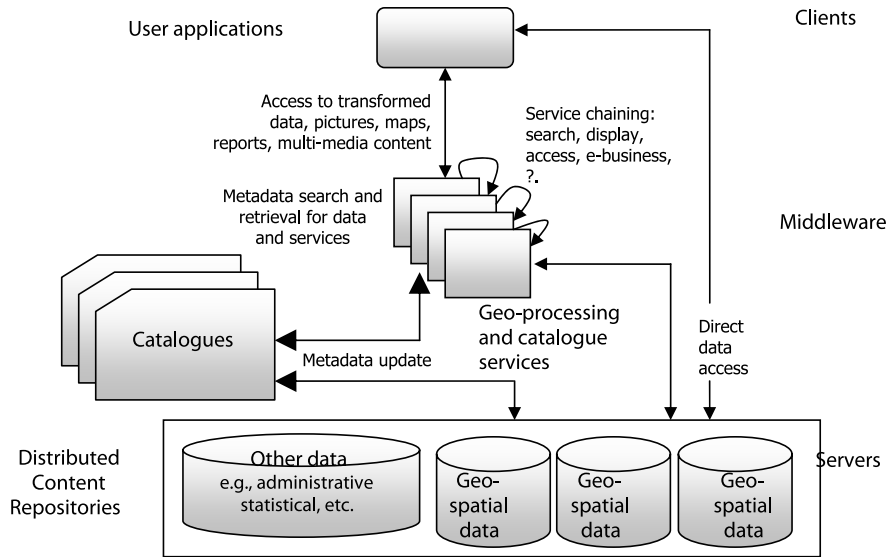 User applications
Clients
Access to transformed
data, pictures, maps,
reports, multi-media content
Service chaining:
search, display,
access, e-business,
?.
Metadata search and
retrieval for data
and services
Middleware
Catalogues
Metadata update
Geo-processing
and catalogue
services
Direct
data
access
Distributed
Content
Repositories
Other data
e.g., administrative
statistical, etc.
Geo-
spatial
data
Geo-
spatial
data
Geo-
spatial
data
Servers